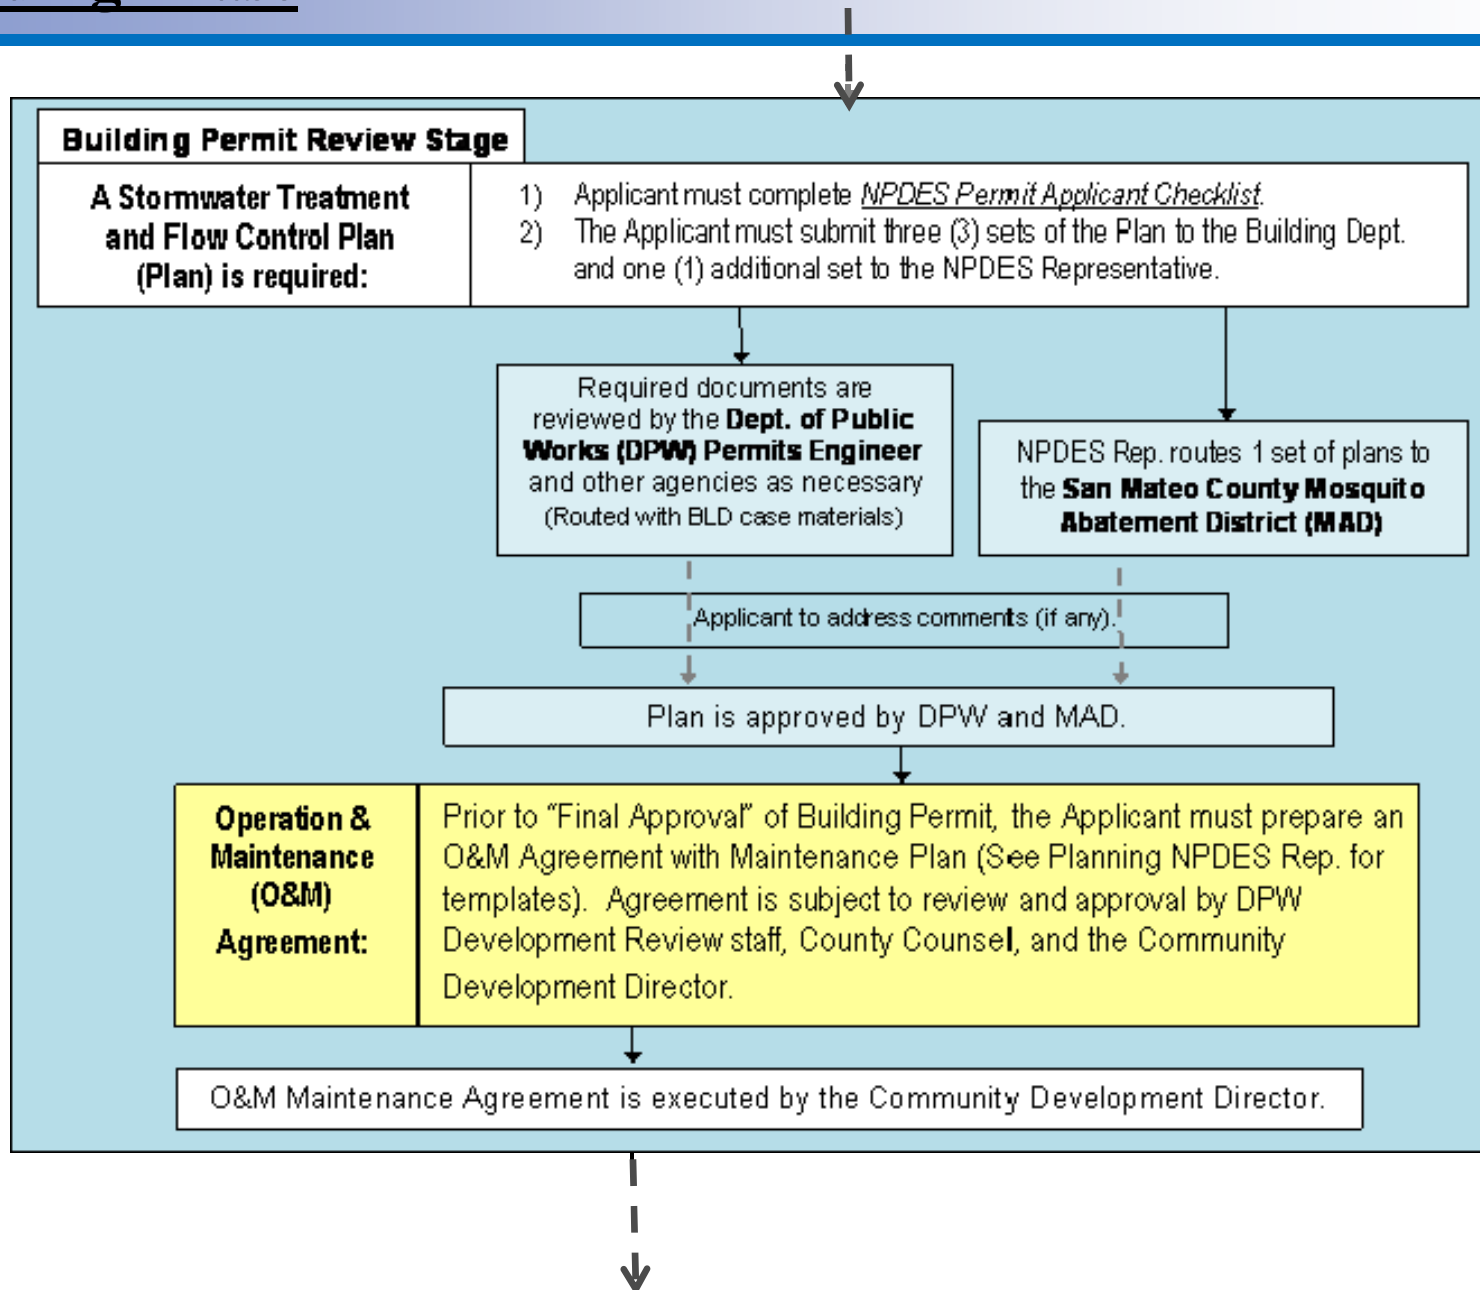 Building Permit Review Stage
A Stormwater Treatment
and Flow Control Plan
(Plan) is required:
1) Applicant must complete NPDES Permit Applicant Checklist.
2) The Applicant must submit three (3) sets of the Plan to the Building Dept.
and one (1) additional set to the NPDES Representative.
Required documents are
reviewed by the Dept. of Public
Works (DPW) Permits Engineer
and other agencies as necessary
(Routed with BLD case materials)
NPDES Rep. routes 1 set of plans to
the San Mateo County Mosquito
Abatement District (MAD)
Applicant to address comments (if any).
Plan is approved by DPW and MAD.
Operation &
Maintenance
(O&M)
Agreement:
Prior to “Final Approval” of Building Permit, the Applicant must prepare an
O&M Agreement with Maintenance Plan (See Planning NPDES Rep. for
templates). Agreement is subject to review and approval by DPW
Development Review staff, County Counsel, and the Community
Development Director.
O&M Maintenance Agreement is executed by the Community Development Director.